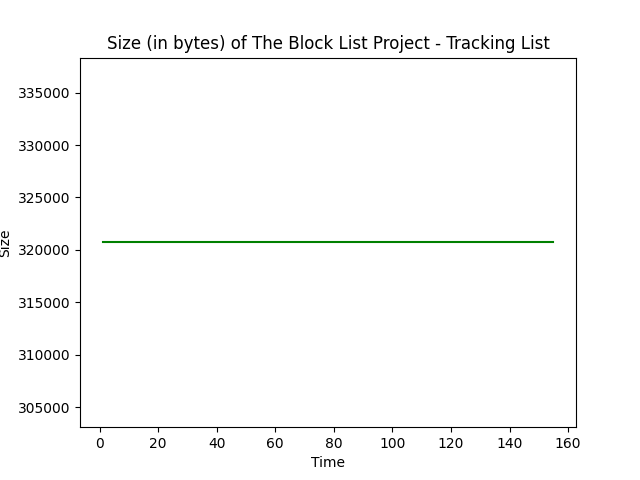 Size (in bytes) of The Block List Project - Tracking List
335000
330000
325000
320000
315000
310000
305000
Size
0 20 40 60 80 100 120 140 160
Time